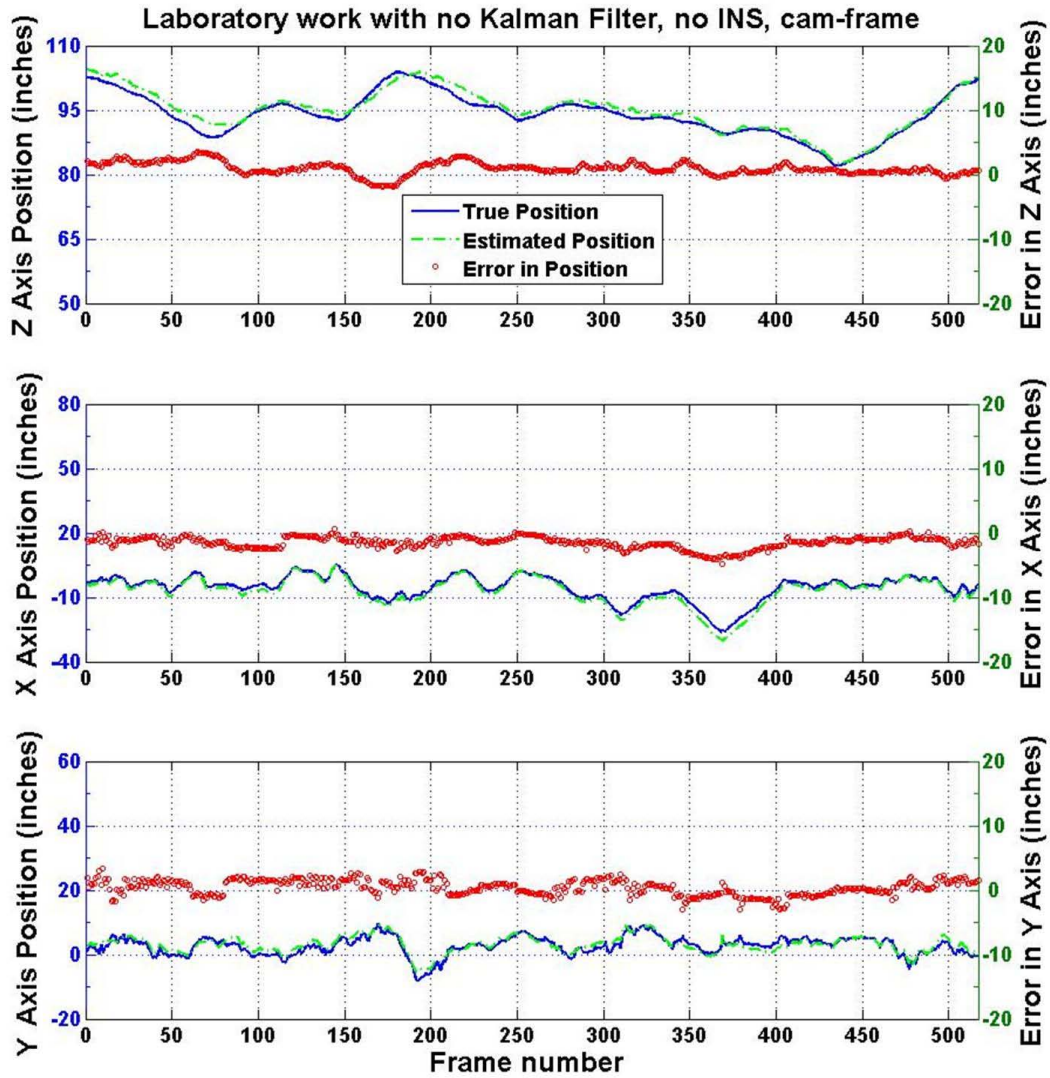 Laboratory work with no Kalman Filter, no INS, cam-frame
Z Axis Position (inches)
110
95
80
65
50
20
10
0
-10
-20
Error in Z Axis (inches)
True Position
Estimated Position
Error in Position
0 50 100 150 200 250 300 350 400 450 500
X Axis Position (inches)
80
50
20
-10
-40
20
10
0
-10
-20
Error in X Axis (inches)
0 50 100 150 200 250 300 350 400 450 500
Y Axis Position (inches)
60
40
20
0
-20
20
10
0
-10
-20
Error in Y Axis (inches)
0 50 100 150 200 250 300 350 400 450 500
Frame number